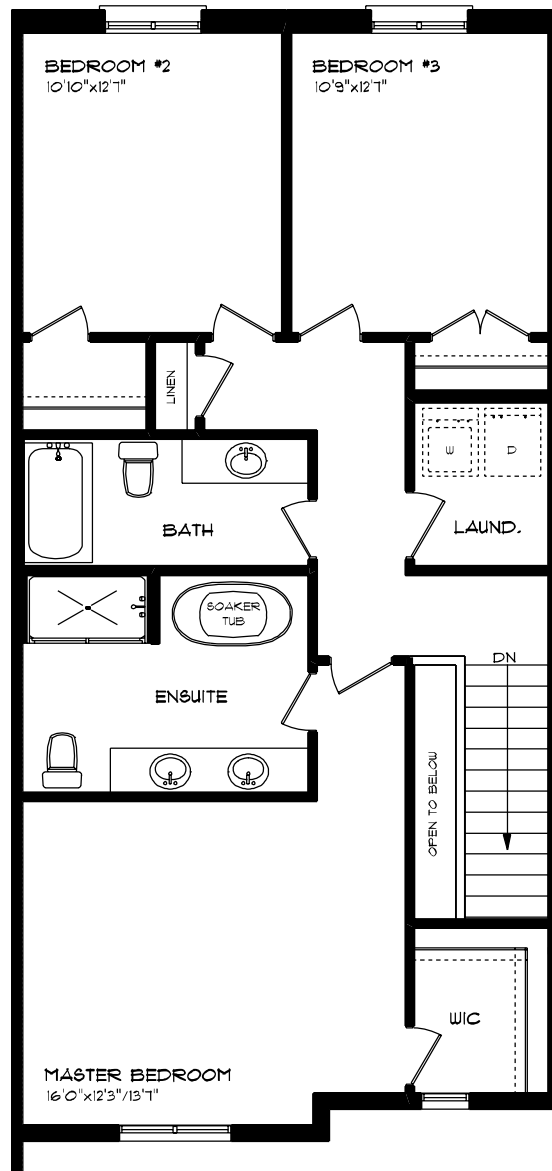 BEDROOM #2
10'10"x12'7"
BEDROOM #3
10'9"x12'7"
LINEN
W
D
BATH
LAUND.
SOAKER
TUB
DN
ENSUITE
OPEN TO BELOW
WIC
MASTER BEDROOM
16'0"x12'3"/13'7"